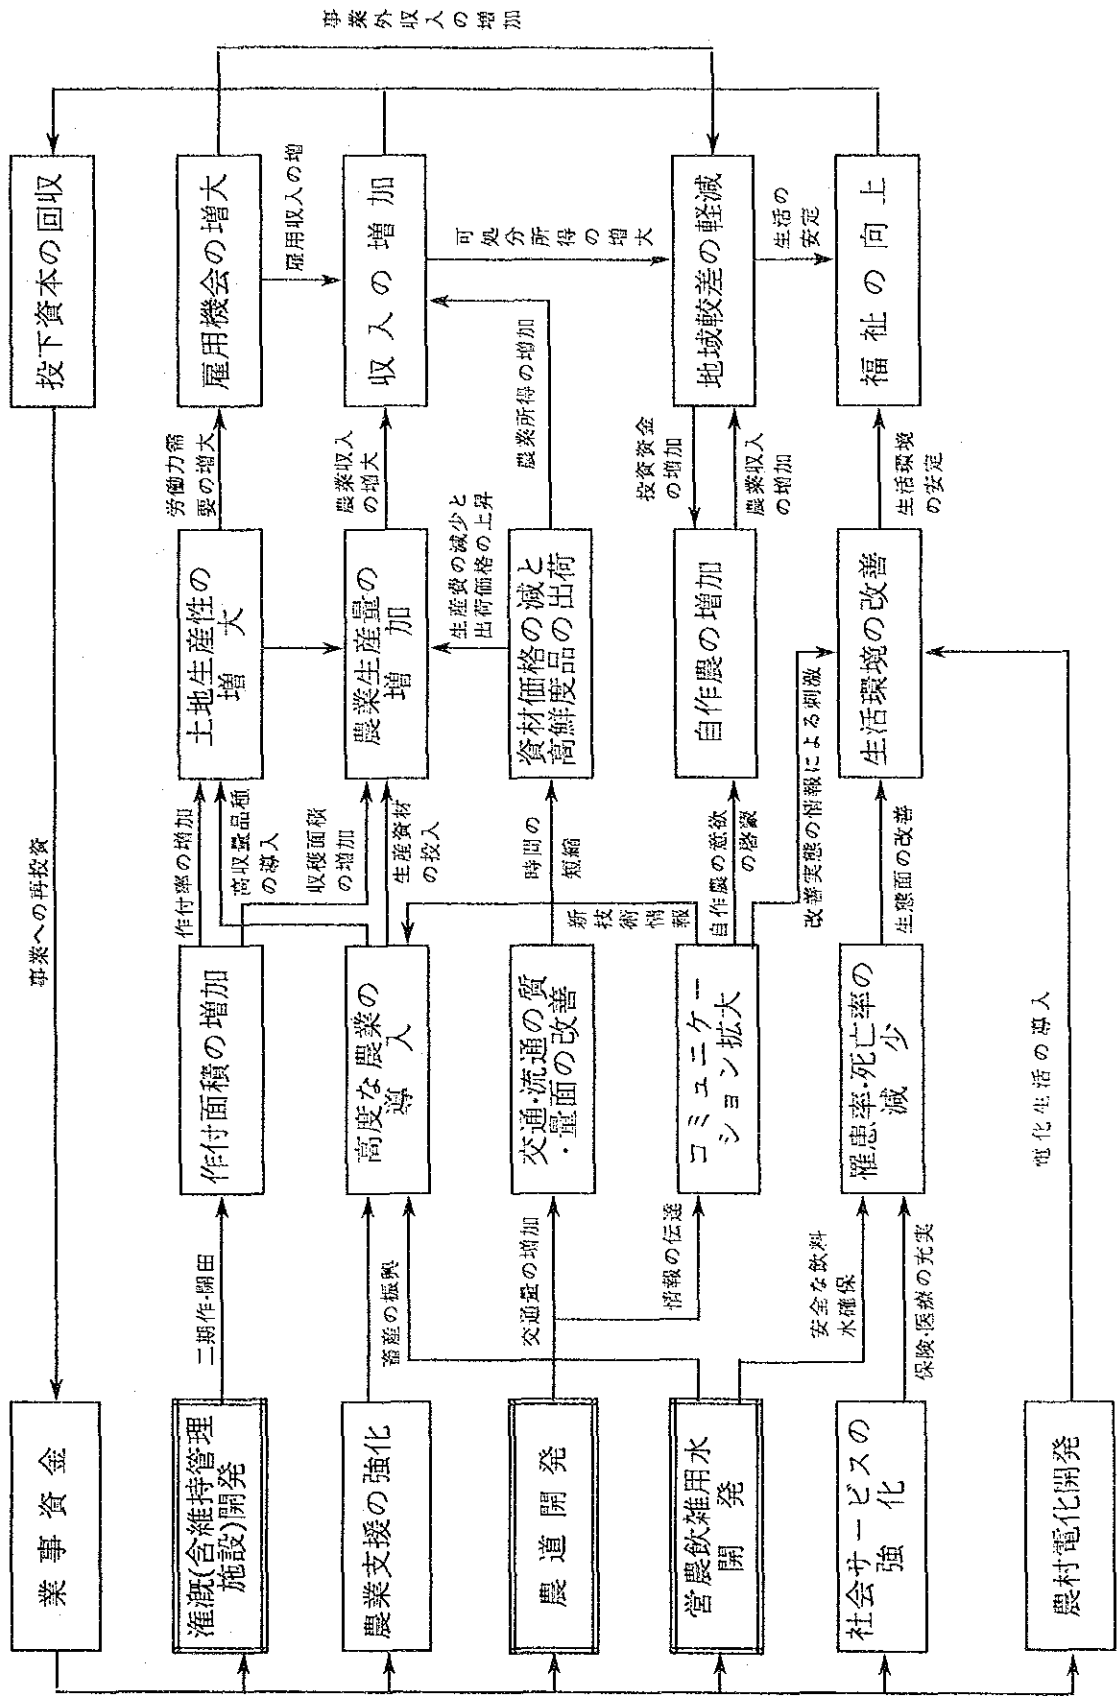 業事資金
灌漑(含維持管理
施設)開発
農業支援の強化
農道開発
営農飲雑用水
開発
社会サービスの
強化
農村電化開発
二期作・開田
畜産の振興
交通量の増加
情報の伝達
安全な飲料
水確保
保険・医療の充実
作付面積の増加
高度な農業の
導入
交通・流通の質
・量面の改善
コミュニケー
ション拡大
罹患率・死亡率の
減少
電化生活の導入
事業への再投資
作付率の増加
高収量品種
の導入
収穫面積
の増加
生産資材
の投入
時間の
短縮
新技術情報
自作農の意欲
の啓蒙
改善実態の情報による刺激
生態面の改善
土地生産性の
増大
農業生産量の
増加
資材価格の減と
高鮮度品の出荷
自作農の増加
生活環境の改善
労働力需
要の増大
農業収入
の増大
生産費の減少と
出荷価格の上昇
農業所得の増加
投資資金
の増加
農業収入
の増加
生活環境
の安定
投下資本の回収
雇用機会の増大
収入の増加
地域較差の軽減
福祉の向上
雇用収入の増
可処分所得の増大
生活の
安定
事業外収入の増加